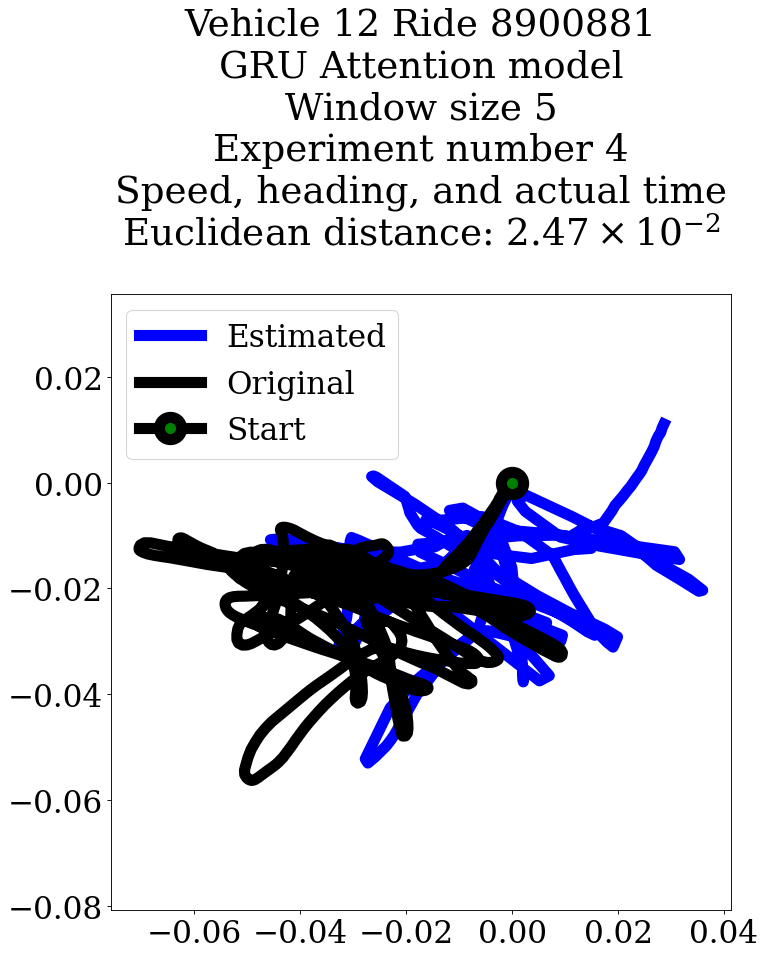 Vehicle 12 Ride 8900881
GRU Attention model
Window size 5
Experiment number 4
Speed, heading, and actual time
Euclidean distance: 2.47 × 10⁻²
Estimated
Original
Start
0.02
0.00
−0.02
−0.04
−0.06
−0.08
−0.06 −0.04 −0.02 0.00 0.02 0.04